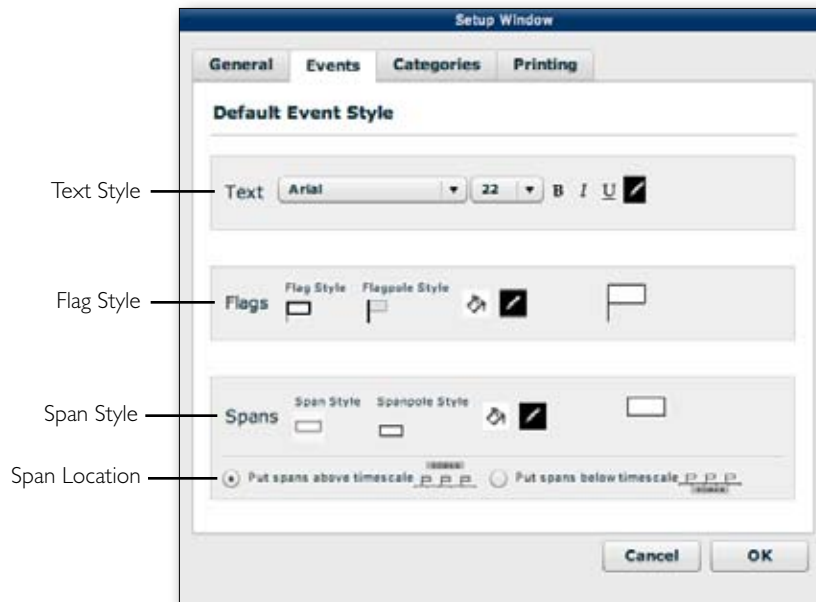 Setup Window
General Events Categories Printing
Default Event Style
Text Style Text Arial 22 B I U
Flag Style Flags Flag Style Flagpole Style
Span Style Spans Span Style Spanpole Style
Span Location Put spans above timescale Put spans below timescale
Cancel OK